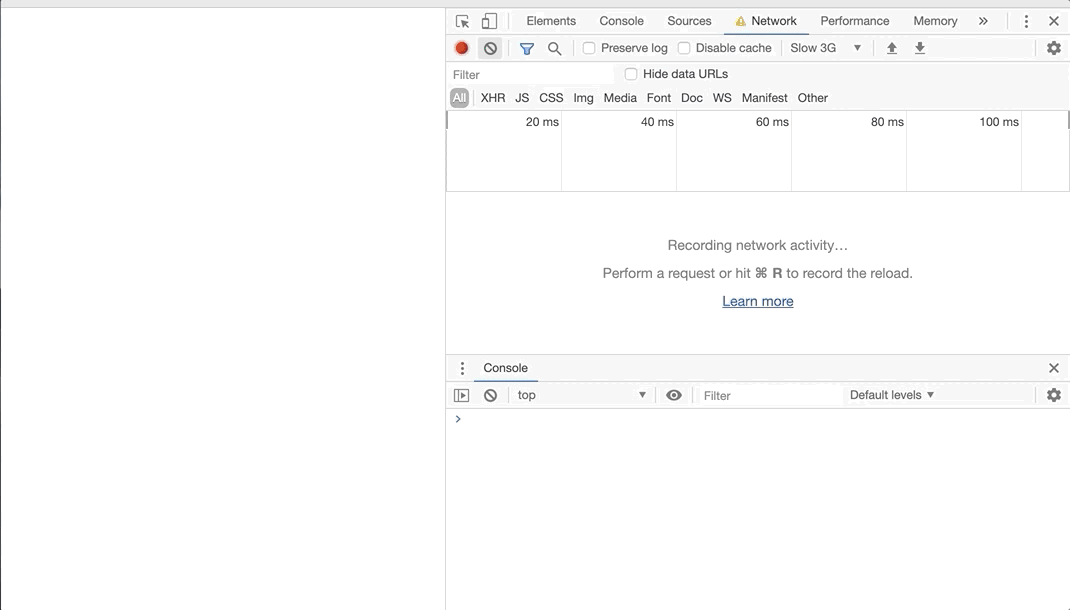 Elements Console Sources Network Performance Memory »
Preserve log Disable cache Slow 3G ▼
Filter Hide data URLs
All XHR JS CSS Img Media Font Doc WS Manifest Other
20 ms 40 ms 60 ms 80 ms 100 ms
Recording network activity…
Perform a request or hit ⌘ R to record the reload.
Learn more
Console
top ▼ Filter Default levels ▼